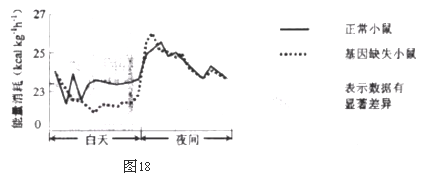 27
25
23
0
能量消耗 (kcal kg⁻¹h⁻¹)
白天
夜间
正常小鼠
基因缺失小鼠
表示数据有
显著差异
图18